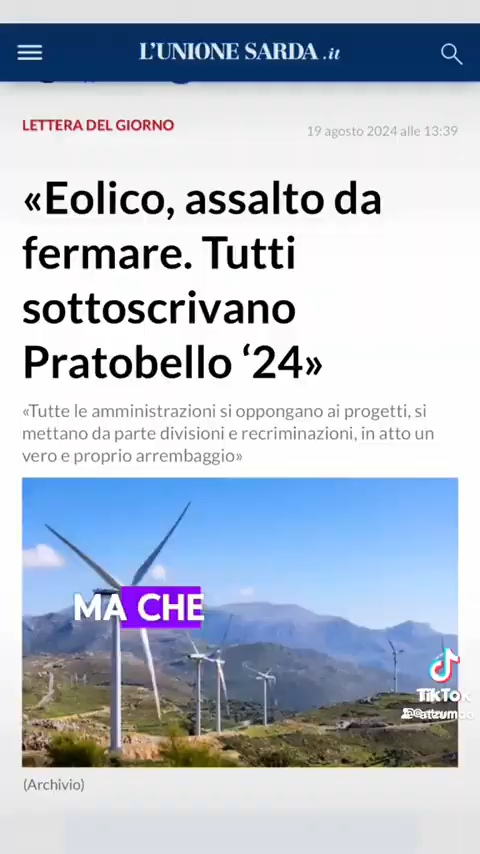 L'UNIONE SARDA.it
LETTERA DEL GIORNO
19 agosto 2024 alle 13:39
«Eolico, assalto da
fermare. Tutti
sottoscrivano
Pratobello ‘24»
«Tutte le amministrazioni si oppongano ai progetti, si
mettano da parte divisioni e recriminazioni, in atto un
vero e proprio arrembaggio»
MA CHE
TikTok
(Archivio)